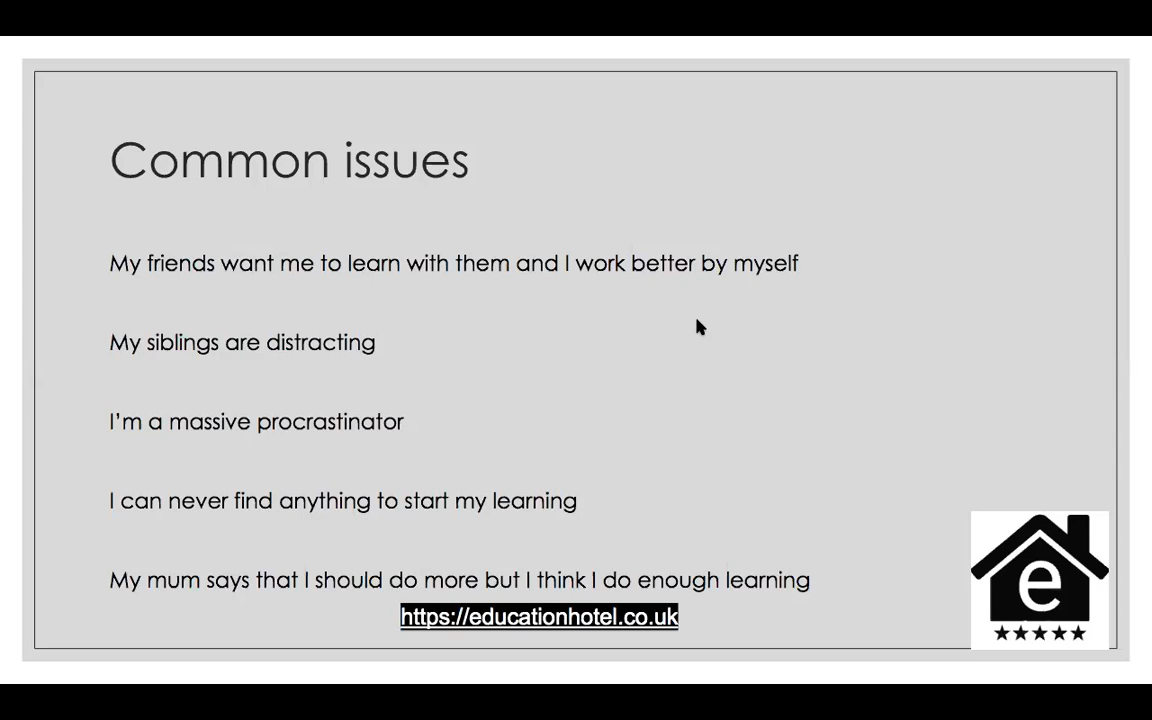 Common issues
My friends want me to learn with them and I work better by myself
My siblings are distracting
I'm a massive procrastinator
I can never find anything to start my learning
My mum says that I should do more but I think I do enough learning
https://educationhotel.co.uk
e
★★★★★